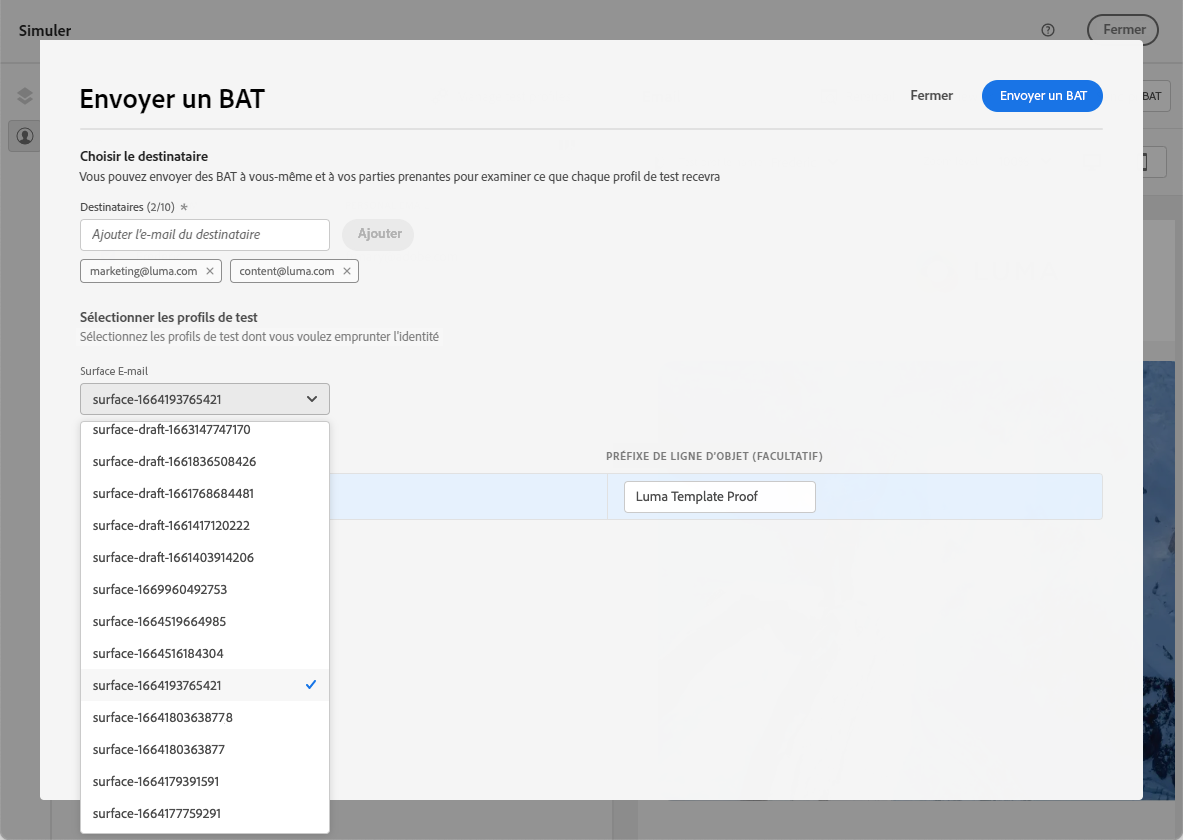 Simuler
Fermer
Envoyer un BAT
Fermer
Envoyer un BAT
BAT
Choisir le destinataire
Vous pouvez envoyer des BAT à vous-même et à vos parties prenantes pour examiner ce que chaque profil de test recevra
Destinataires (2/10) *
Ajouter l'e-mail du destinataire
Ajouter
marketing@luma.com
content@luma.com
Sélectionner les profils de test
Sélectionnez les profils de test dont vous voulez emprunter l'identité
Surface E-mail
surface-1664193765421
surface-draft-1663147747170
PRÉFIXE DE LIGNE D'OBJET (FACULTATIF)
surface-draft-1661836508426
surface-draft-1661768684481
Luma Template Proof
surface-draft-1661417120222
surface-draft-1661403914206
surface-1669960492753
surface-1664519664985
surface-1664516184304
surface-1664193765421
surface-16641803638778
surface-1664180363877
surface-1664179391591
surface-1664177759291